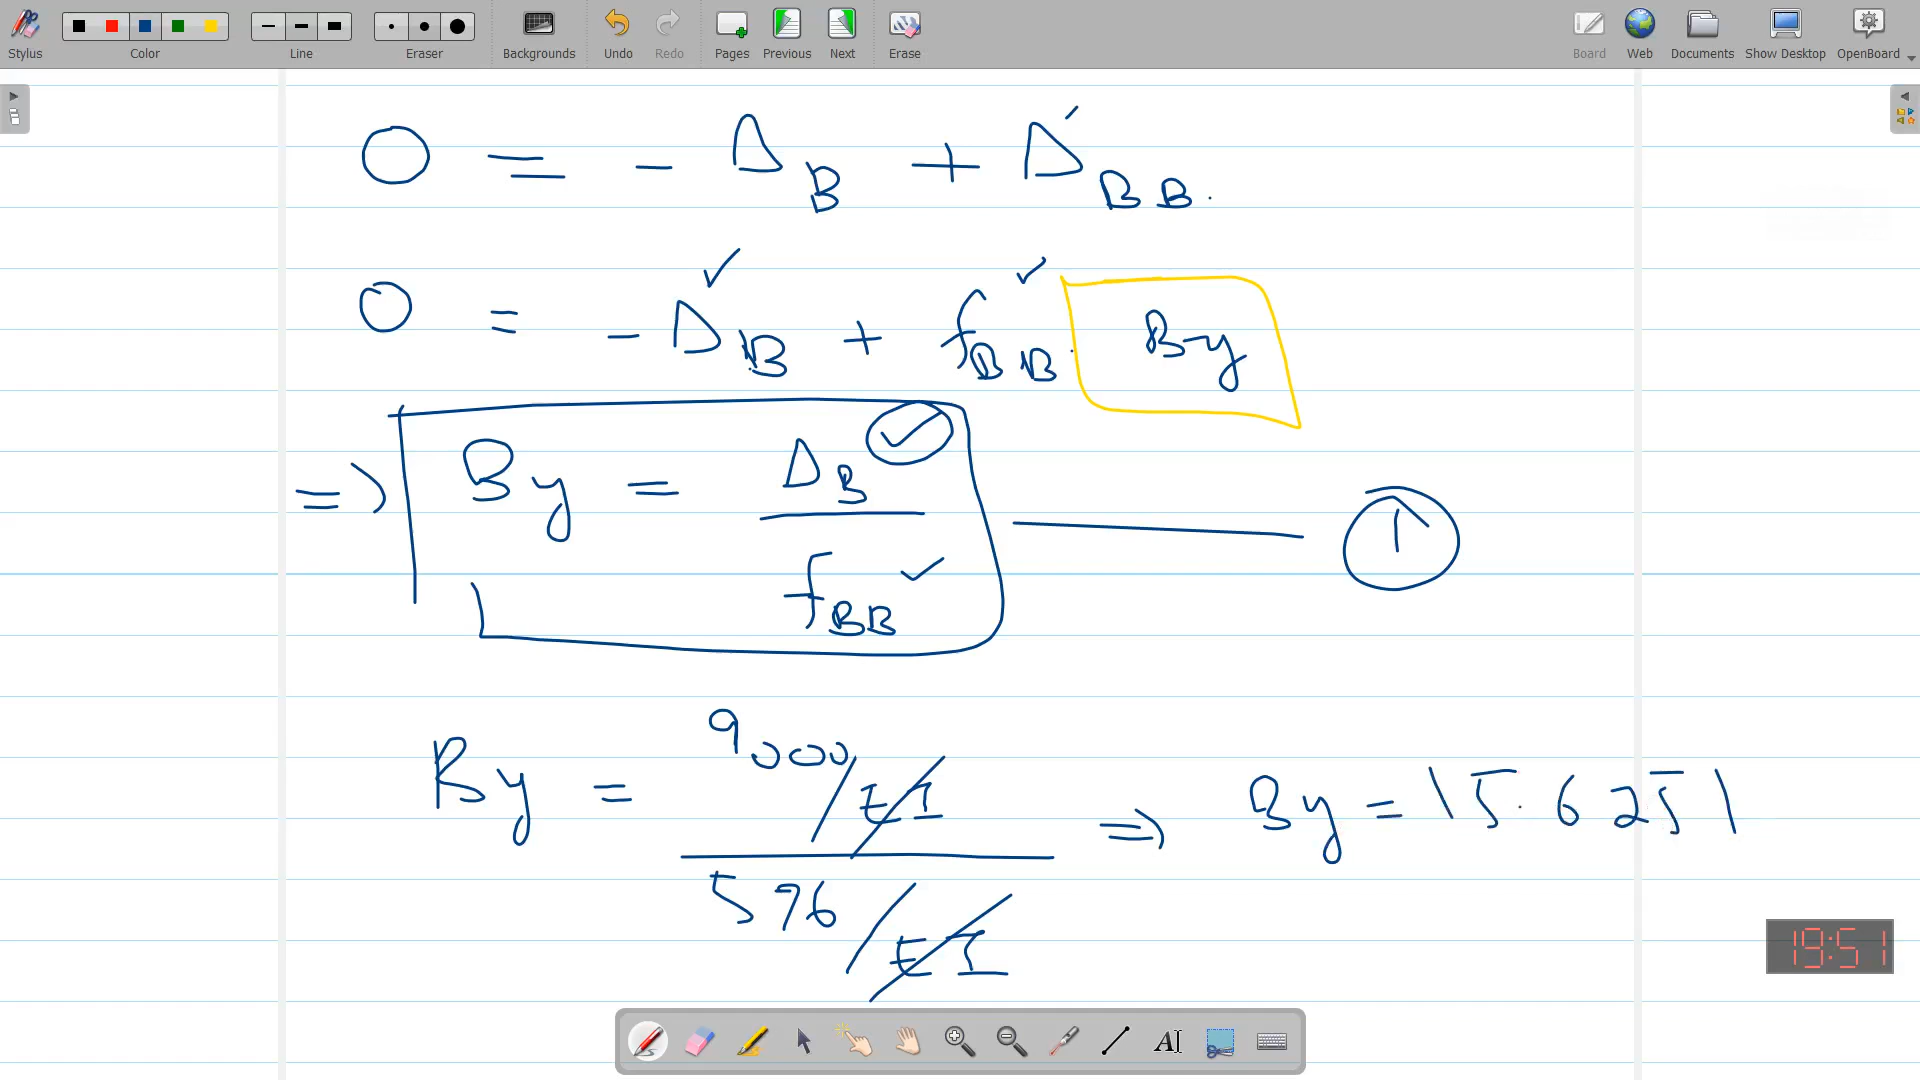 Stylus Color Line Eraser Backgrounds Undo Redo Pages Previous Next Erase Board Web Documents Show Desktop OpenBoard
0 = - Δ_B + Δ'_BB.
0 = - Δ_B + f_BB. By
✓ ✓
=> By = Δ_B / f_BB ✓ ✓ ——— 1
By = (9000/EI) / (576/EI) => By = 15.625 1
19:51